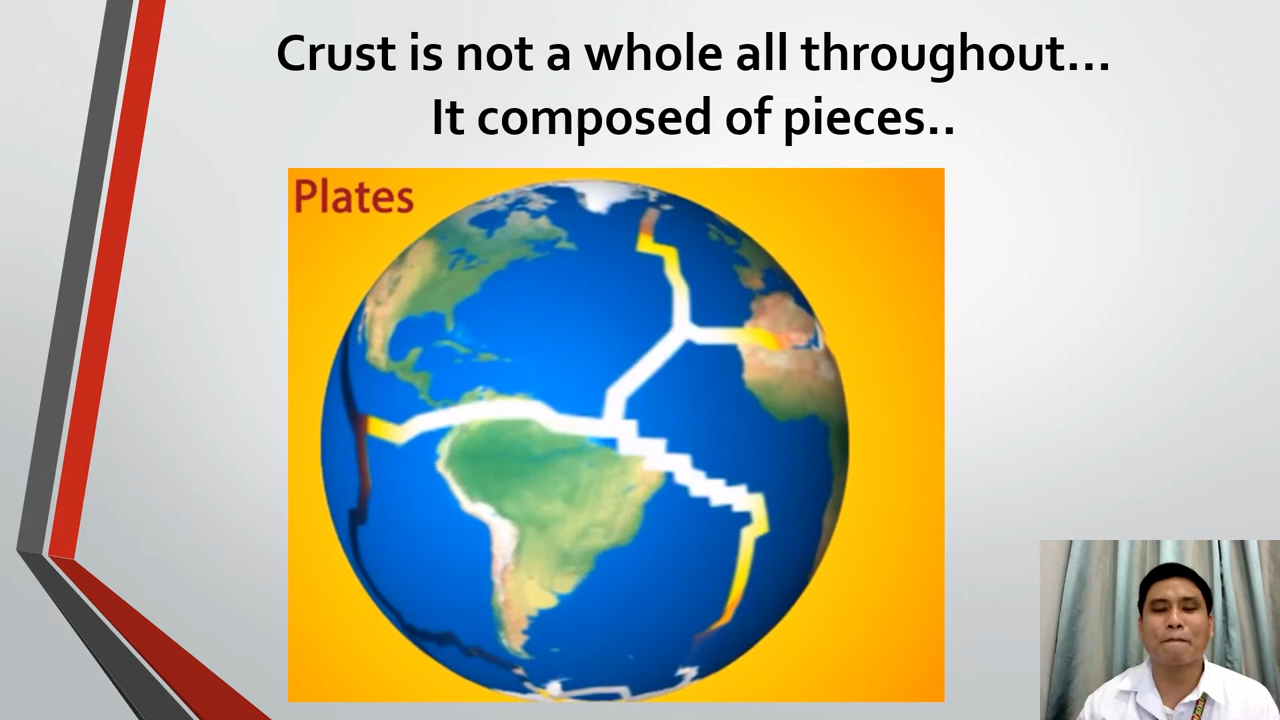 Crust is not a whole all throughout...
It composed of pieces..
Plates